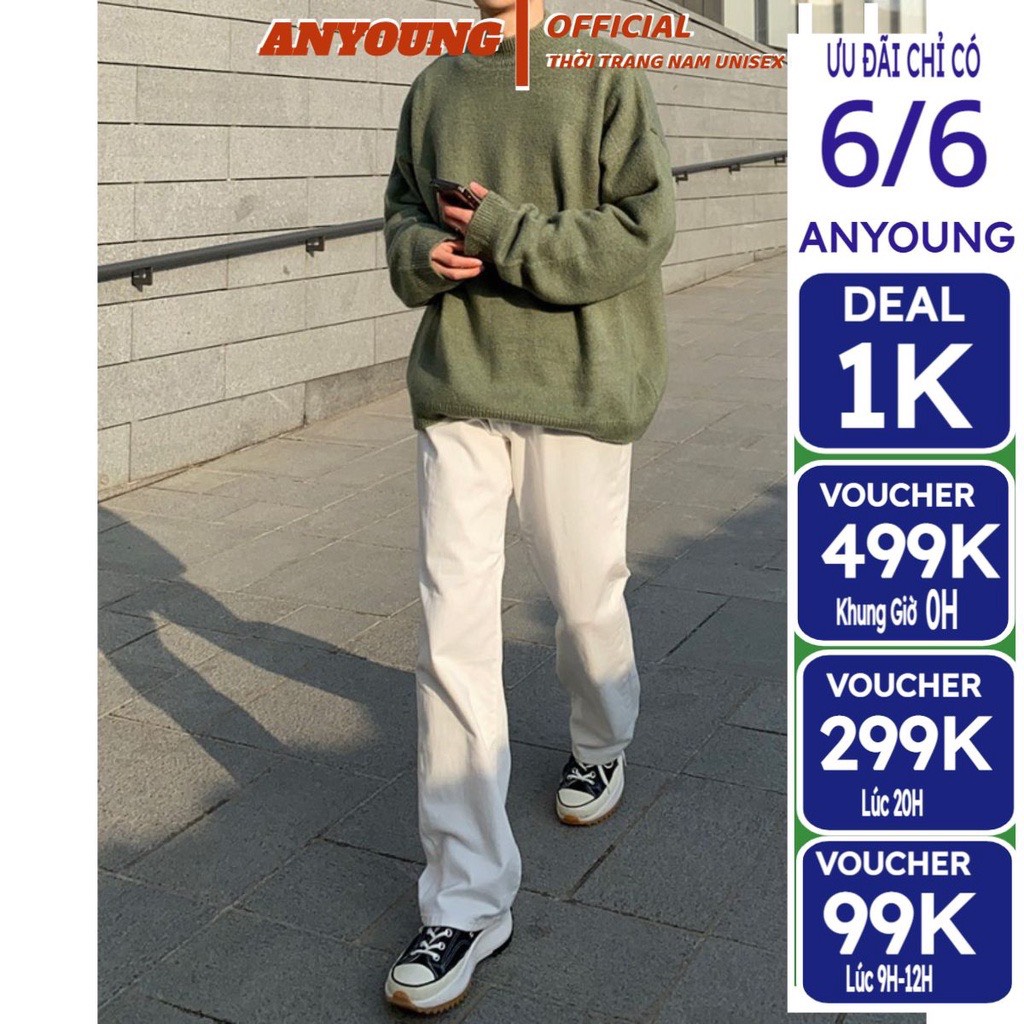 ANYOUNG
OFFICIAL
THỜI TRANG NAM UNISEX
ƯU ĐÃI CHỈ CÓ
6/6
ANYOUNG
DEAL
1K
VOUCHER
499K
Khung Giờ 0H
VOUCHER
299K
Lúc 20H
VOUCHER
99K
Lúc 9H-12H